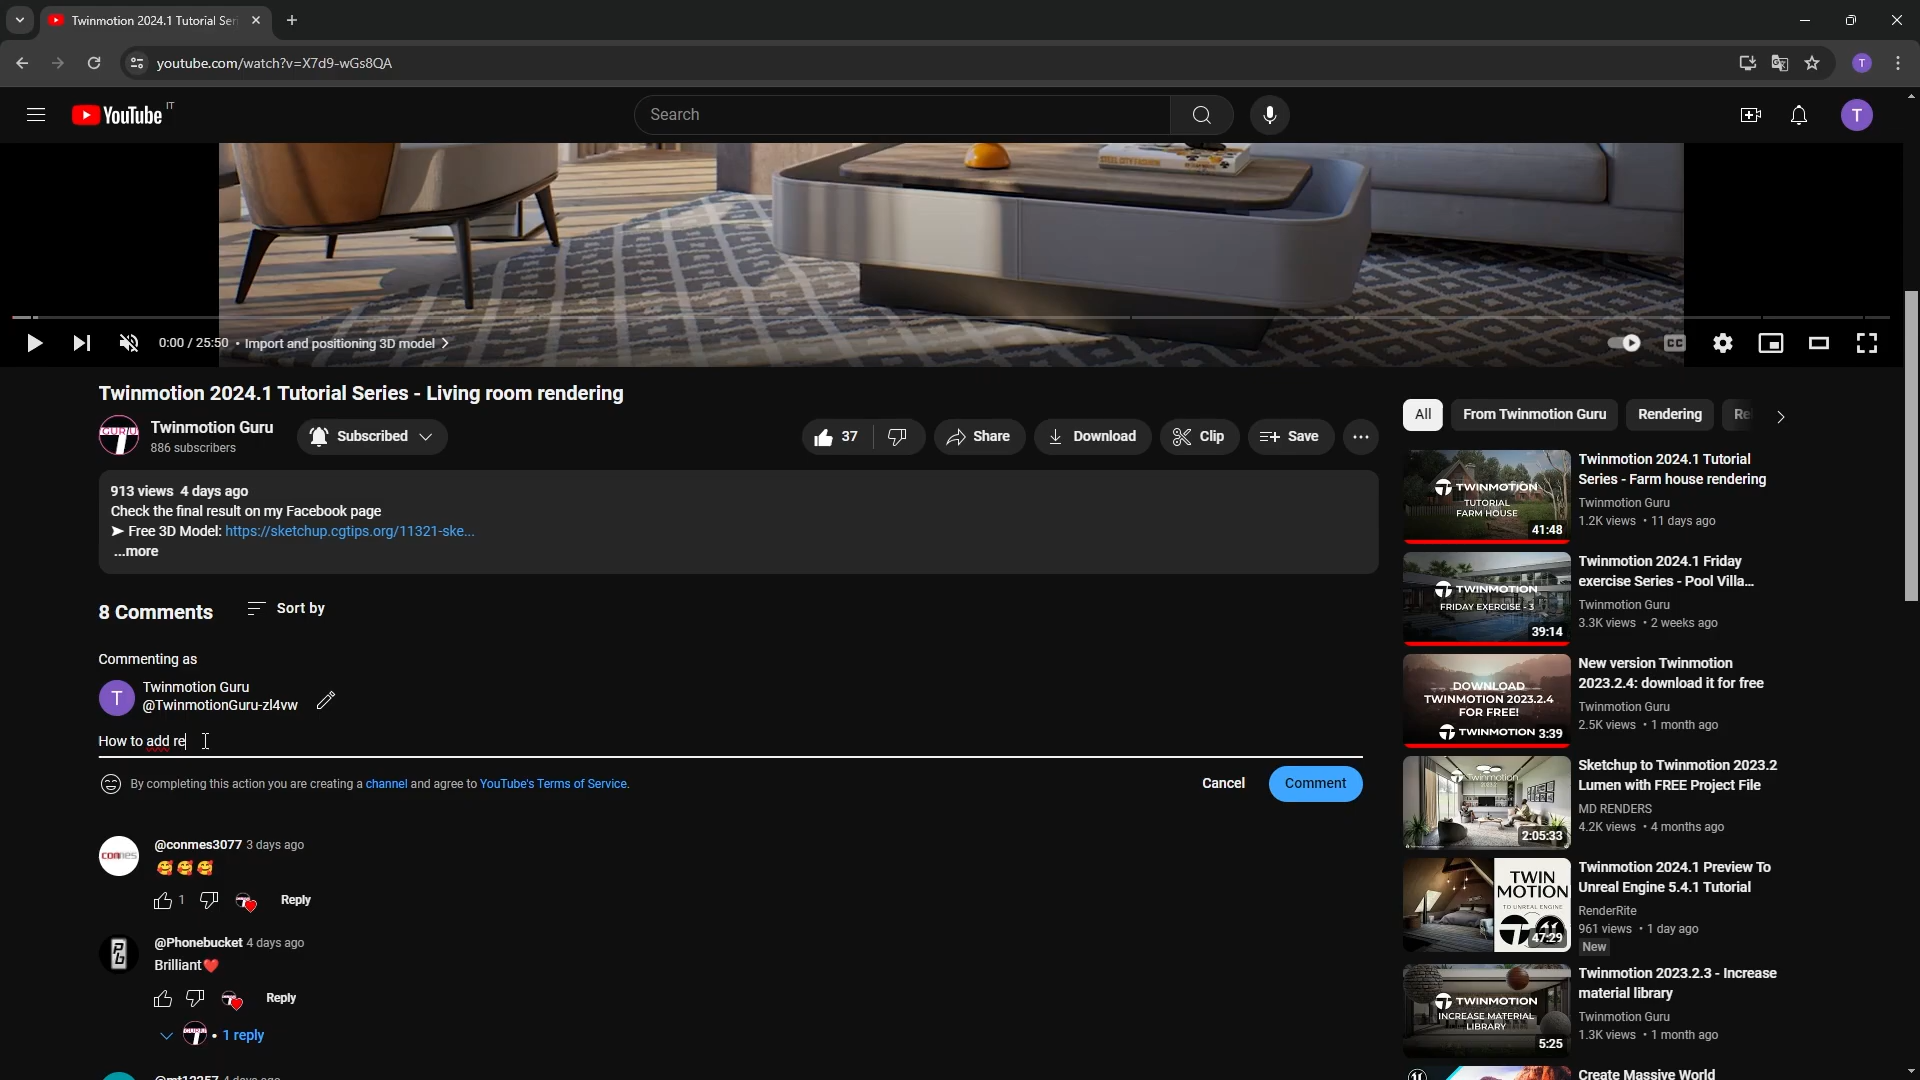 Twinmotion 2024.1 Tutorial Ser
youtube.com/watch?v=X7d9-wGs8QA
T
YouTube IT
Search
T
STEEL CITY FASHION
0:00 / 25:50 • Import and positioning 3D model
CC
Twinmotion 2024.1 Tutorial Series - Living room rendering
GURU
Twinmotion Guru
886 subscribers
Subscribed
37
Share
Download
Clip
Save
913 views 4 days ago
Check the final result on my Facebook page
➤ Free 3D Model: https://sketchup.cgtips.org/11321-ske...
...more
8 Comments
Sort by
Commenting as
T
Twinmotion Guru
@TwinmotionGuru-zl4vw
How to add re
By completing this action you are creating a channel and agree to YouTube's Terms of Service.
Cancel
Comment
conmes
@conmes3077 3 days ago
🥰🥰🥰
1
Reply
Pb
@Phonebucket 4 days ago
Brilliant❤️
Reply
• 1 reply
All
From Twinmotion Guru
Rendering
Re
TWINMOTION
TUTORIAL
FARM HOUSE
41:48
Twinmotion 2024.1 Tutorial
Series - Farm house rendering
Twinmotion Guru
1.2K views • 11 days ago
TWINMOTION
FRIDAY EXERCISE - 3
39:14
Twinmotion 2024.1 Friday
exercise Series - Pool Villa...
Twinmotion Guru
3.3K views • 2 weeks ago
DOWNLOAD
TWINMOTION 2023.2.4
FOR FREE!
TWINMOTION
3:39
New version Twinmotion
2023.2.4: download it for free
Twinmotion Guru
2.5K views • 1 month ago
Twinmotion
2:05:33
Sketchup to Twinmotion 2023.2
Lumen with FREE Project File
MD RENDERS
4.2K views • 4 months ago
TWIN
MOTION
TO UNREAL ENGINE
47:29
Twinmotion 2024.1 Preview To
Unreal Engine 5.4.1 Tutorial
RenderRite
961 views • 1 day ago
New
TWINMOTION
INCREASE MATERIAL
LIBRARY
5:25
Twinmotion 2023.2.3 - Increase
material library
Twinmotion Guru
1.3K views • 1 month ago
Create Massive World